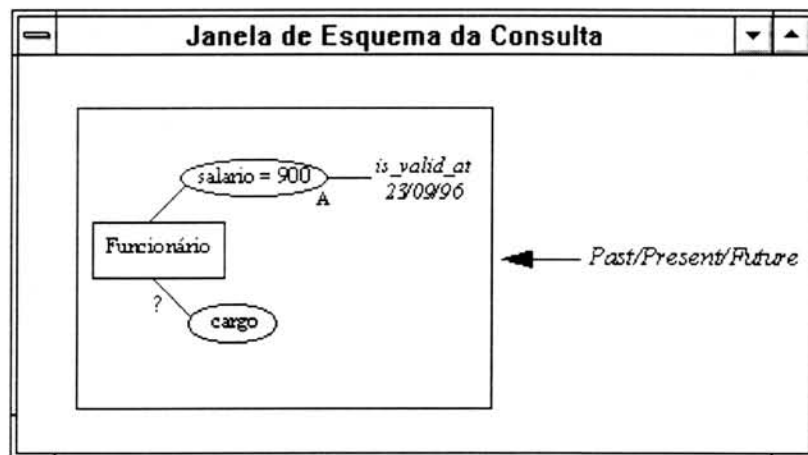 Janela de Esquema da Consulta
salario = 900
A
is_valid_at
23/09/96
Funcionário
Past/Present/Future
?
cargo